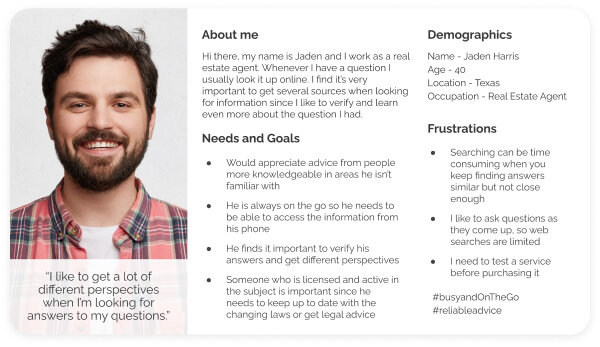 “I like to get a lot of
different perspectives
when I’m looking for
answers to my questions.”
About me
Hi there, my name is Jaden and I work as a real
estate agent. Whenever I have a question I
usually look it up online. I find it’s very
important to get several sources when looking
for information since I like to verify and learn
even more about the question I had.
Needs and Goals
● Would appreciate advice from people
more knowledgeable in areas he isn’t
familiar with
● He is always on the go so he needs to
be able to access the information from
his phone
● He finds it important to verify his
answers and get different perspectives
● Someone who is licensed and active in
the subject is important since he
needs to keep up to date with the
changing laws or get legal advice
Demographics
Name - Jaden Harris
Age - 40
Location - Texas
Occupation - Real Estate Agent
Frustrations
● Searching can be time
consuming when you
keep finding answers
similar but not close
enough
● I like to ask questions as
they come up, so web
searches are limited
● I need to test a service
before purchasing it
#busyandOnTheGo
#reliableadvice